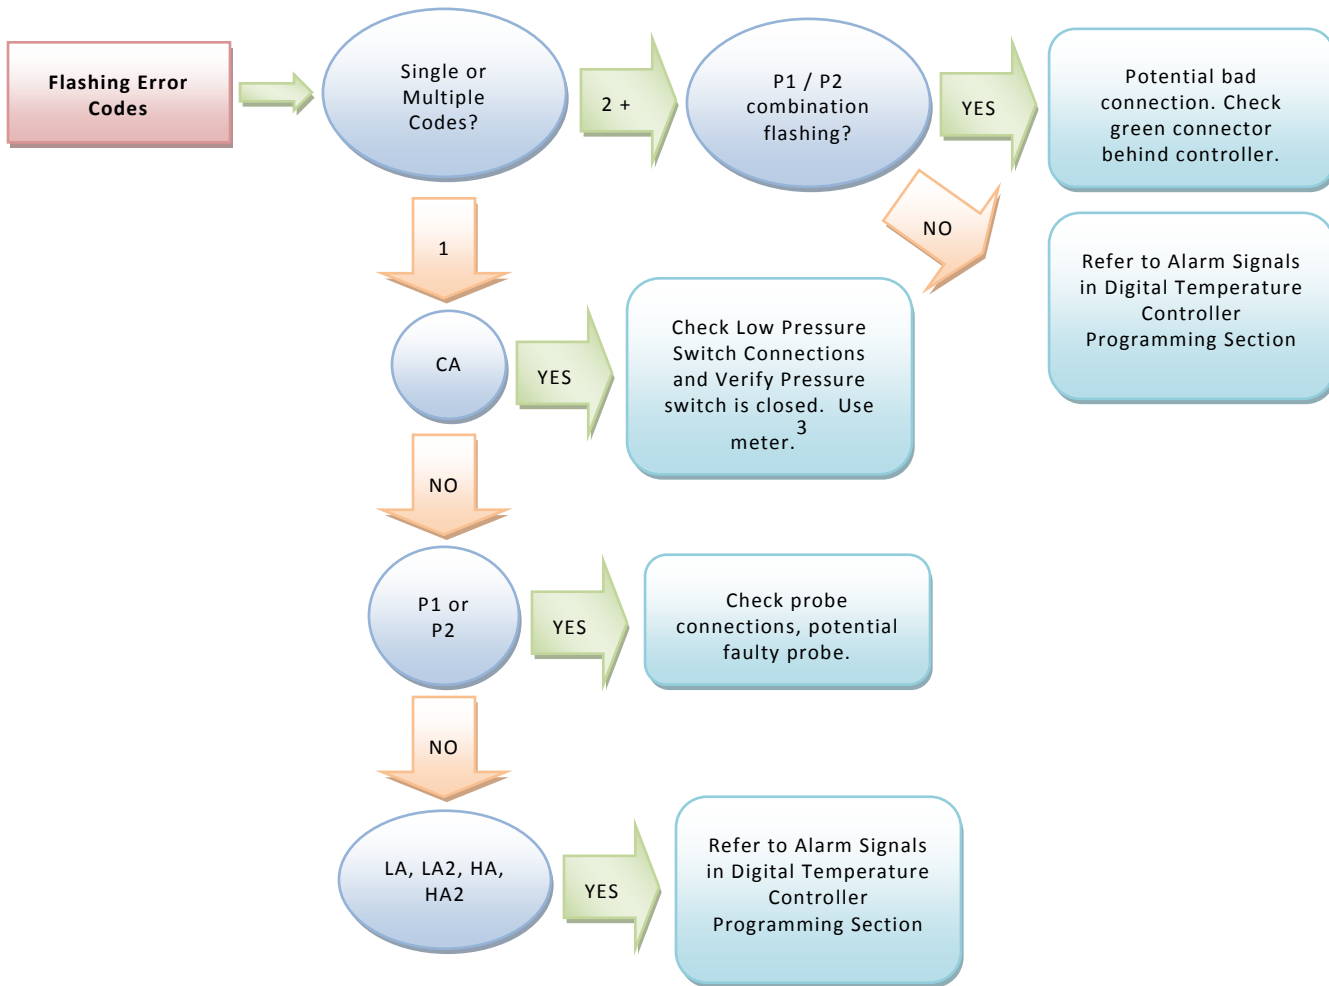 Flashing Error
Codes
Single or
Multiple
Codes?
2 +
P1 / P2
combination
flashing?
YES
Potential bad
connection. Check
green connector
behind controller.
NO
Refer to Alarm Signals
in Digital Temperature
Controller
Programming Section
1
CA
YES
Check Low Pressure
Switch Connections
and Verify Pressure
switch is closed. Use
meter.3
NO
P1 or
P2
YES
Check probe
connections, potential
faulty probe.
NO
LA, LA2, HA,
HA2
YES
Refer to Alarm Signals
in Digital Temperature
Controller
Programming Section